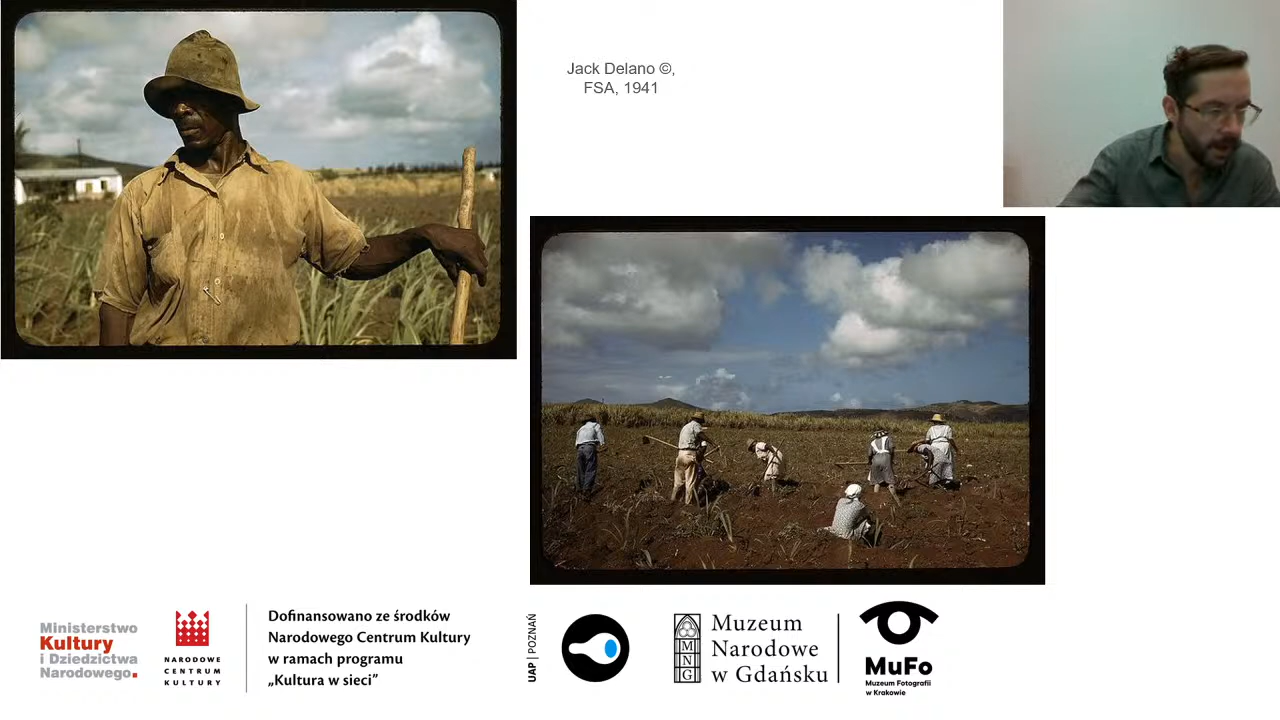 Jack Delano ©,
FSA, 1941
Ministerstwo
Kultury
i Dziedzictwa
Narodowego.
NARODOWE
CENTRUM
KULTURY
Dofinansowano ze środków
Narodowego Centrum Kultury
w ramach programu
„Kultura w sieci”
UAP | POZNAŃ
MNG
Muzeum
Narodowe
w Gdańsku
MuFo
Muzeum Fotografii
w Krakowie